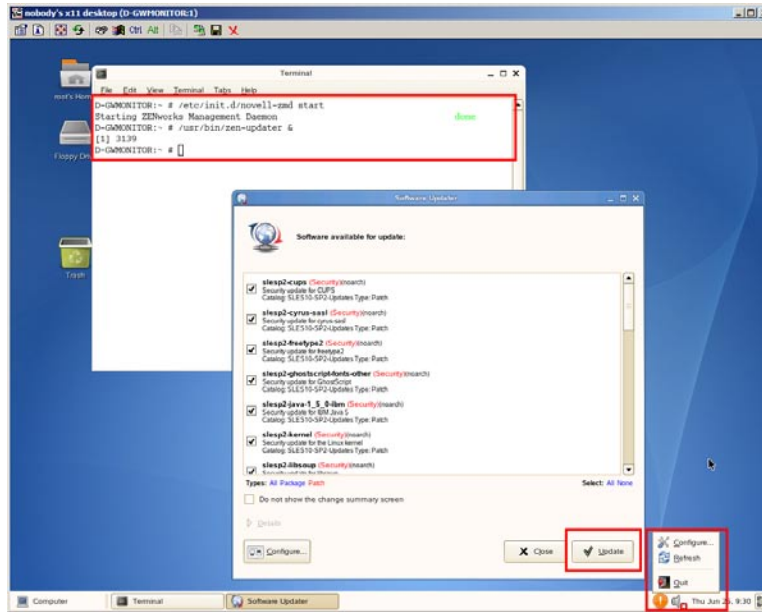 nobody's x11 desktop (D-GWMONITOR:1)
Ctrl Alt
Terminal
root's Home
File Edit View Terminal Tabs Help
D-GWMONITOR:~ # /etc/init.d/novell-zmd start
Starting ZENworks Management Daemon done
D-GWMONITOR:~ # /usr/bin/zen-updater &
[1] 3139
D-GWMONITOR:~ #
Floppy
Trash
Software Updater
Software available for update:
slesp2-cups (Security)(noarch)
Security update for CUPS
Catalog: SLES10-SP2-Updates Type: Patch
slesp2-cyrus-sasl (Security)(noarch)
Security update for cyrus-sasl
Catalog: SLES10-SP2-Updates Type: Patch
slesp2-freetype2 (Security)(noarch)
Security update for freetype2
Catalog: SLES10-SP2-Updates Type: Patch
slesp2-ghostscript-fonts-other (Security)(noarch)
Security update for GhostScript
Catalog: SLES10-SP2-Updates Type: Patch
slesp2-java-1_5_0-ibm (Security)(noarch)
Security update for IBM Java 5
Catalog: SLES10-SP2-Updates Type: Patch
slesp2-kernel (Security)(noarch)
Security update for the Linux kernel
Catalog: SLES10-SP2-Updates Type: Patch
slesp2-libsoup (Security)(noarch)
Types: All Package Patch Select: All None
Do not show the change summary screen
Details
Configure... Close Update
Configure...
Refresh
Quit
Computer Terminal Software Updater Thu Jun 9:30